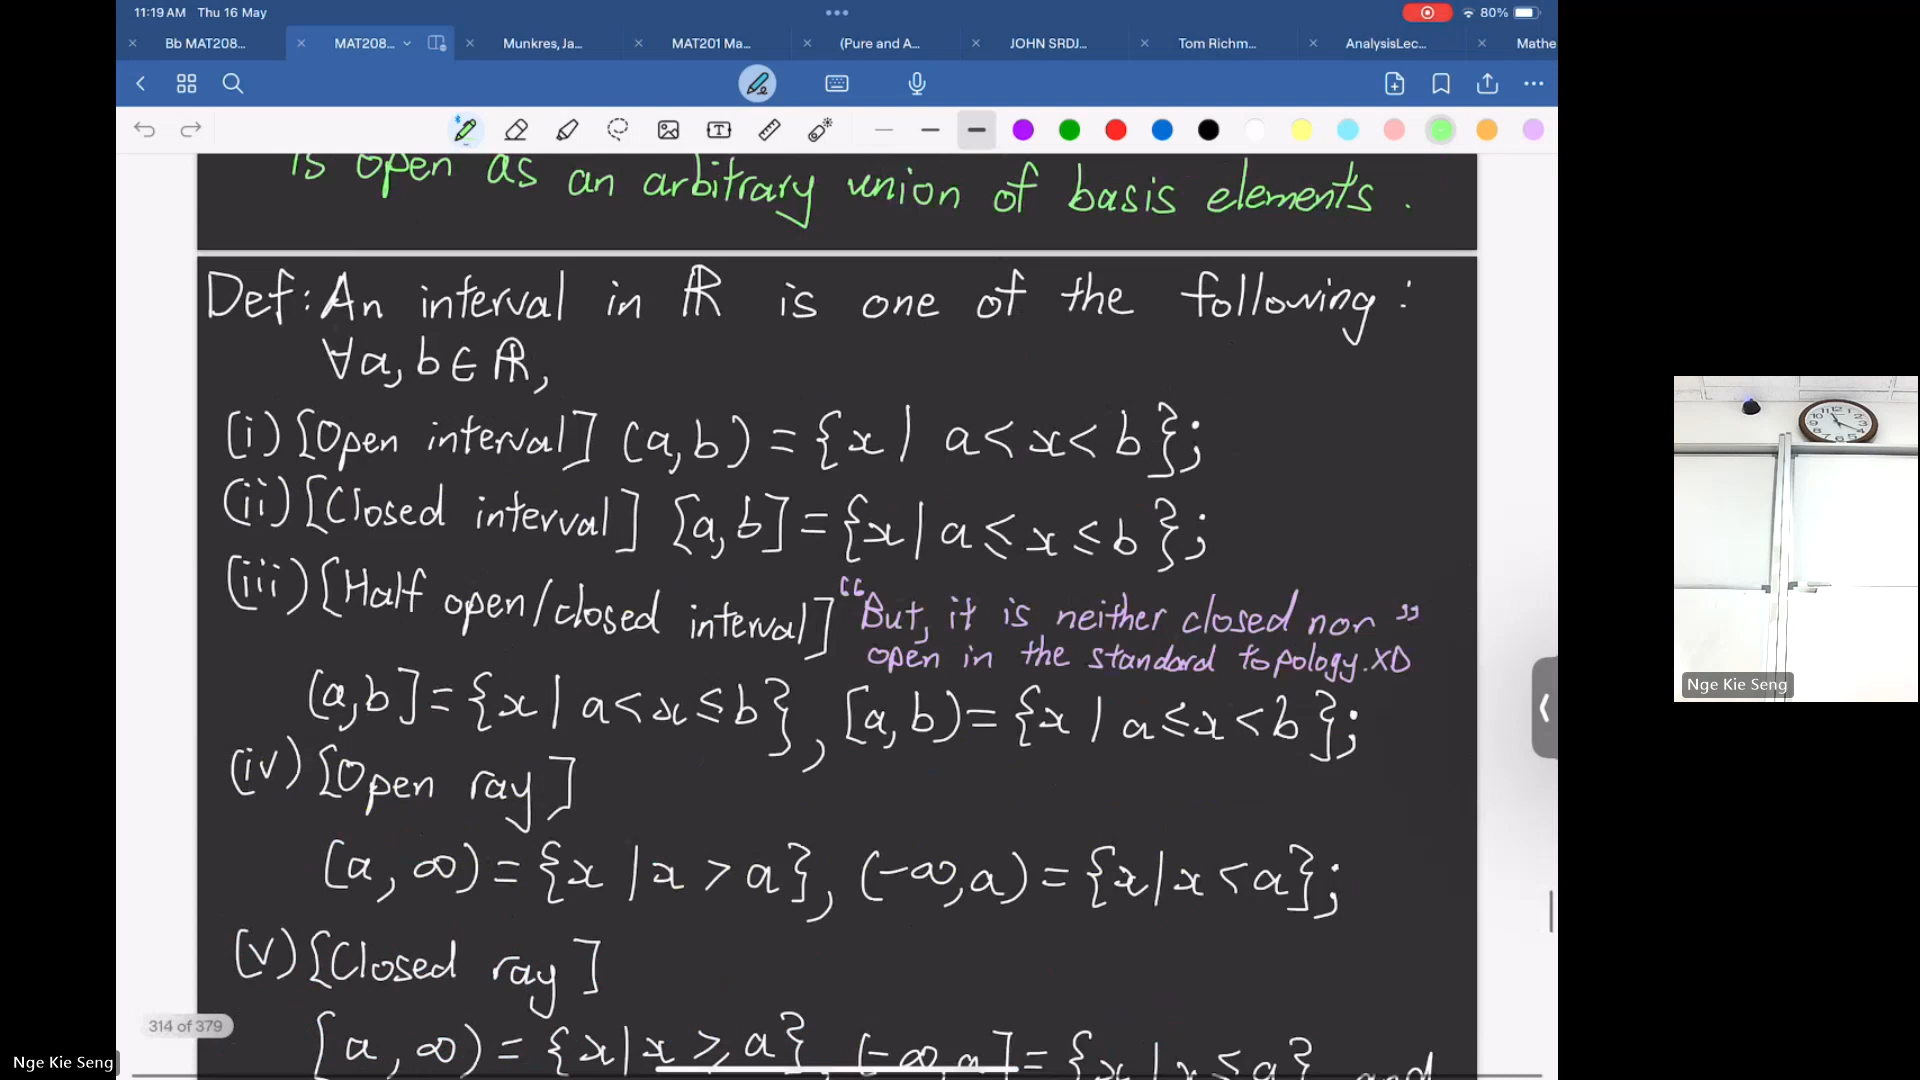 11:19 AM Thu 16 May
80%
Bb MAT208...
MAT208...
Munkres, Ja...
MAT201 Ma...
(Pure and A...
JOHN SRDJ...
Tom Richm...
AnalysisLec...
Mathe
is open as an arbitrary union of basis elements.
Def: An interval in ℝ is one of the following:
∀a, b ∈ ℝ,
(i) [Open interval] (a,b) = {x | a < x < b};
(ii) [Closed interval] [a,b] = {x | a ≤ x ≤ b};
(iii) [Half open/closed interval] "But, it is neither closed nor"
open in the standard topology. XD
(a,b] = {x | a < x ≤ b}, [a,b) = {x | a ≤ x < b};
(iv) [Open ray]
(a, ∞) = {x | x > a}, (-∞, a) = {x | x < a};
(v) [Closed ray]
[a, ∞) = {x | x ≥ a}, (-∞, a] = {x | x ≤ a} and
314 of 379
Nge Kie Seng
Nge Kie Seng